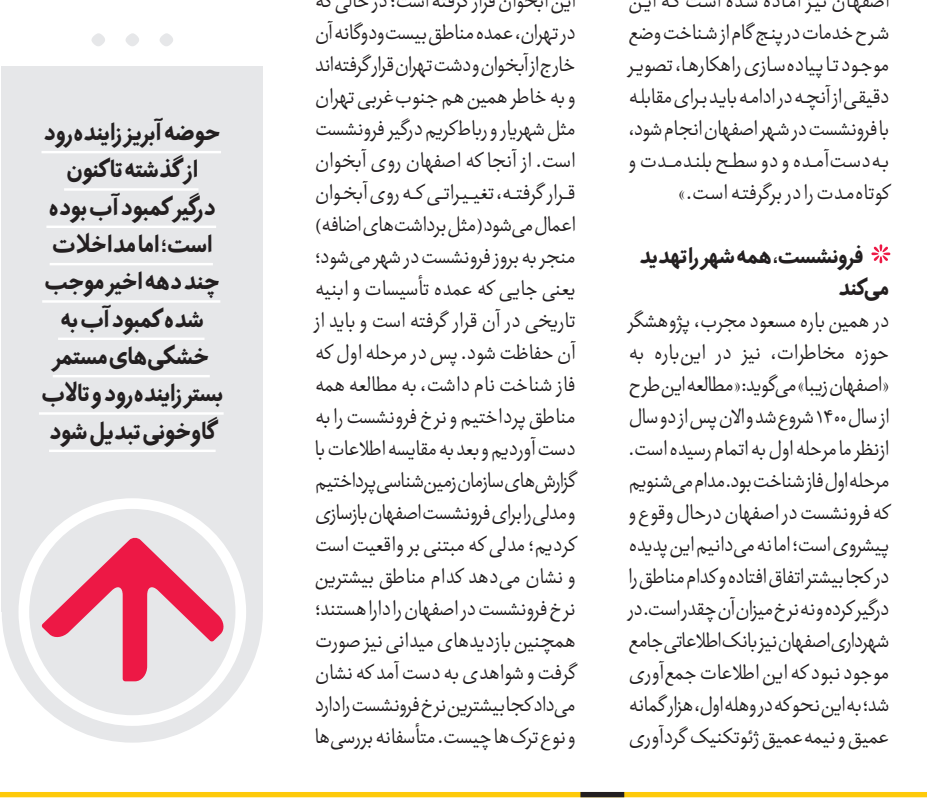 اصفهان نیز آماده شده است که این
شرح خدمات در پنج گام از شناخت وضع
موجود تا پیاده‌سازی راهکارها، تصویر
دقیقی از آنچه در ادامه باید برای مقابله
با فرونشست در شهر اصفهان انجام شود،
به‌دست‌آمده و دو سطح بلندمدت و
کوتاه‌مدت را در برگرفته است.»
فرونشست، همه شهر را تهدید
می‌کند
در همین باره مسعود مجرب، پژوهشگر
حوزه مخاطرات، نیز در این‌باره به
«اصفهان زیبا» می‌گوید: «مطالعه این طرح
از سال ۱۴۰۰ شروع شد و الان پس از دو سال
ازنظر ما مرحله اول به اتمام رسیده است.
مرحله اول فاز شناخت بود. مدام می‌شنویم
که فرونشست در اصفهان درحال وقوع و
پیشروی است؛ اما نه می‌دانیم این پدیده
در کجا بیشتر اتفاق افتاده و کدام مناطق را
درگیر کرده و نه نرخ میزان آن چقدر است. در
شهرداری اصفهان نیز بانک اطلاعاتی جامع
موجود نبود که این اطلاعات جمع‌آوری
شد؛ به این نحو که در وهله اول، هزار گمانه
عمیق و نیمه عمیق ژئوتکنیک گردآوری
این آبخوان قرار گرفته است؛ در حالی که
در تهران، عمده مناطق بیست‌ودوگانه آن
خارج از آبخوان و دشت تهران قرار گرفته‌اند
و به خاطر همین هم جنوب غربی تهران
مثل شهریار و رباط‌کریم درگیر فرونشست
است. از آنجا که اصفهان روی آبخوان
قرار گرفته، تغییراتی که روی آبخوان
اعمال می‌شود (مثل برداشت‌های اضافه)
منجر به بروز فرونشست در شهر می‌شود؛
یعنی جایی که عمده تأسیسات و ابنیه
تاریخی در آن قرار گرفته است و باید از
آن حفاظت شود. پس در مرحله اول که
فاز شناخت نام داشت، به مطالعه همه
مناطق پرداختیم و نرخ فرونشست را به
دست آوردیم و بعد به مقایسه اطلاعات با
گزارش‌های سازمان زمین‌شناسی پرداختیم
و مدلی را برای فرونشست اصفهان بازسازی
کردیم؛ مدلی که مبتنی بر واقعیت است
و نشان می‌دهد کدام مناطق بیشترین
نرخ فرونشست در اصفهان را دارا هستند؛
همچنین بازدیدهای میدانی نیز صورت
گرفت و شواهدی به دست آمد که نشان
می‌داد کجا بیشترین نرخ فرونشست را دارد
و نوع ترک‌ها چیست. متأسفانه بررسی‌ها
حوضه آبریز زاینده‌رود
از گذشته تاکنون
درگیر کمبود آب بوده
است؛ اما مداخلات
چند دهه اخیر موجب
شده کمبود آب به
خشکی‌های مستمر
بستر زاینده‌رود و تالاب
گاوخونی تبدیل شود